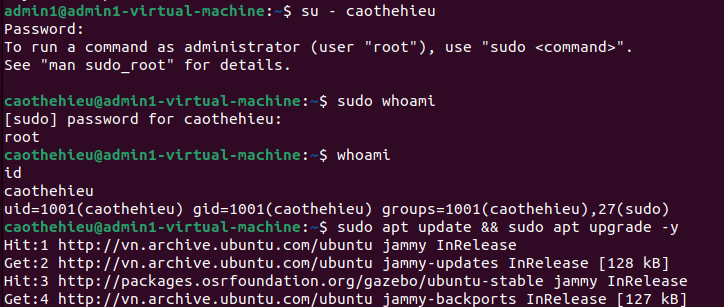 admin1@admin1-virtual-machine:~$ su - caothehieu
Password:
To run a command as administrator (user "root"), use "sudo <command>".
See "man sudo_root" for details.
caothehieu@admin1-virtual-machine:~$ sudo whoami
[sudo] password for caothehieu:
root
caothehieu@admin1-virtual-machine:~$ whoami
id
caothehieu
uid=1001(caothehieu) gid=1001(caothehieu) groups=1001(caothehieu),27(sudo)
caothehieu@admin1-virtual-machine:~$ sudo apt update && sudo apt upgrade -y
Hit:1 http://vn.archive.ubuntu.com/ubuntu jammy InRelease
Get:2 http://vn.archive.ubuntu.com/ubuntu jammy-updates InRelease [128 kB]
Hit:3 http://packages.osrfoundation.org/gazebo/ubuntu-stable jammy InRelease
Get:4 http://vn.archive.ubuntu.com/ubuntu jammy-backports InRelease [127 kB]